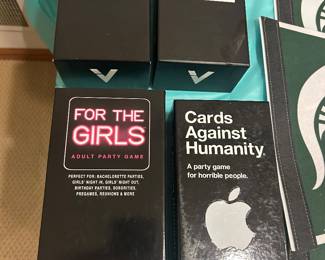 FOR THE
GIRLS
ADULT PARTY GAME
PERFECT FOR: BACHELORETTE PARTIES,
GIRLS' NIGHT IN, GIRLS' NIGHT OUT,
BIRTHDAY PARTIES, SORORITIES,
PREGAMES, REUNIONS & MORE
Cards
Against
Humanity.
A party game
for horrible people.